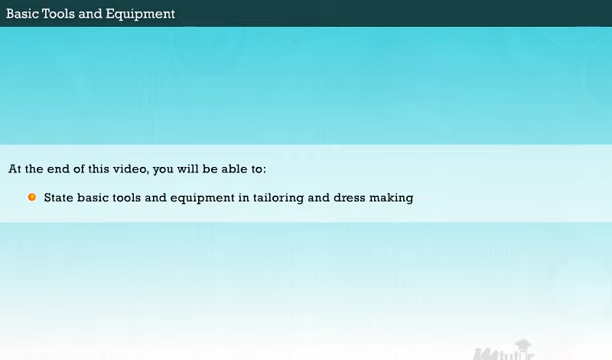 Basic Tools and Equipment
At the end of this video, you will be able to:
State basic tools and equipment in tailoring and dress making